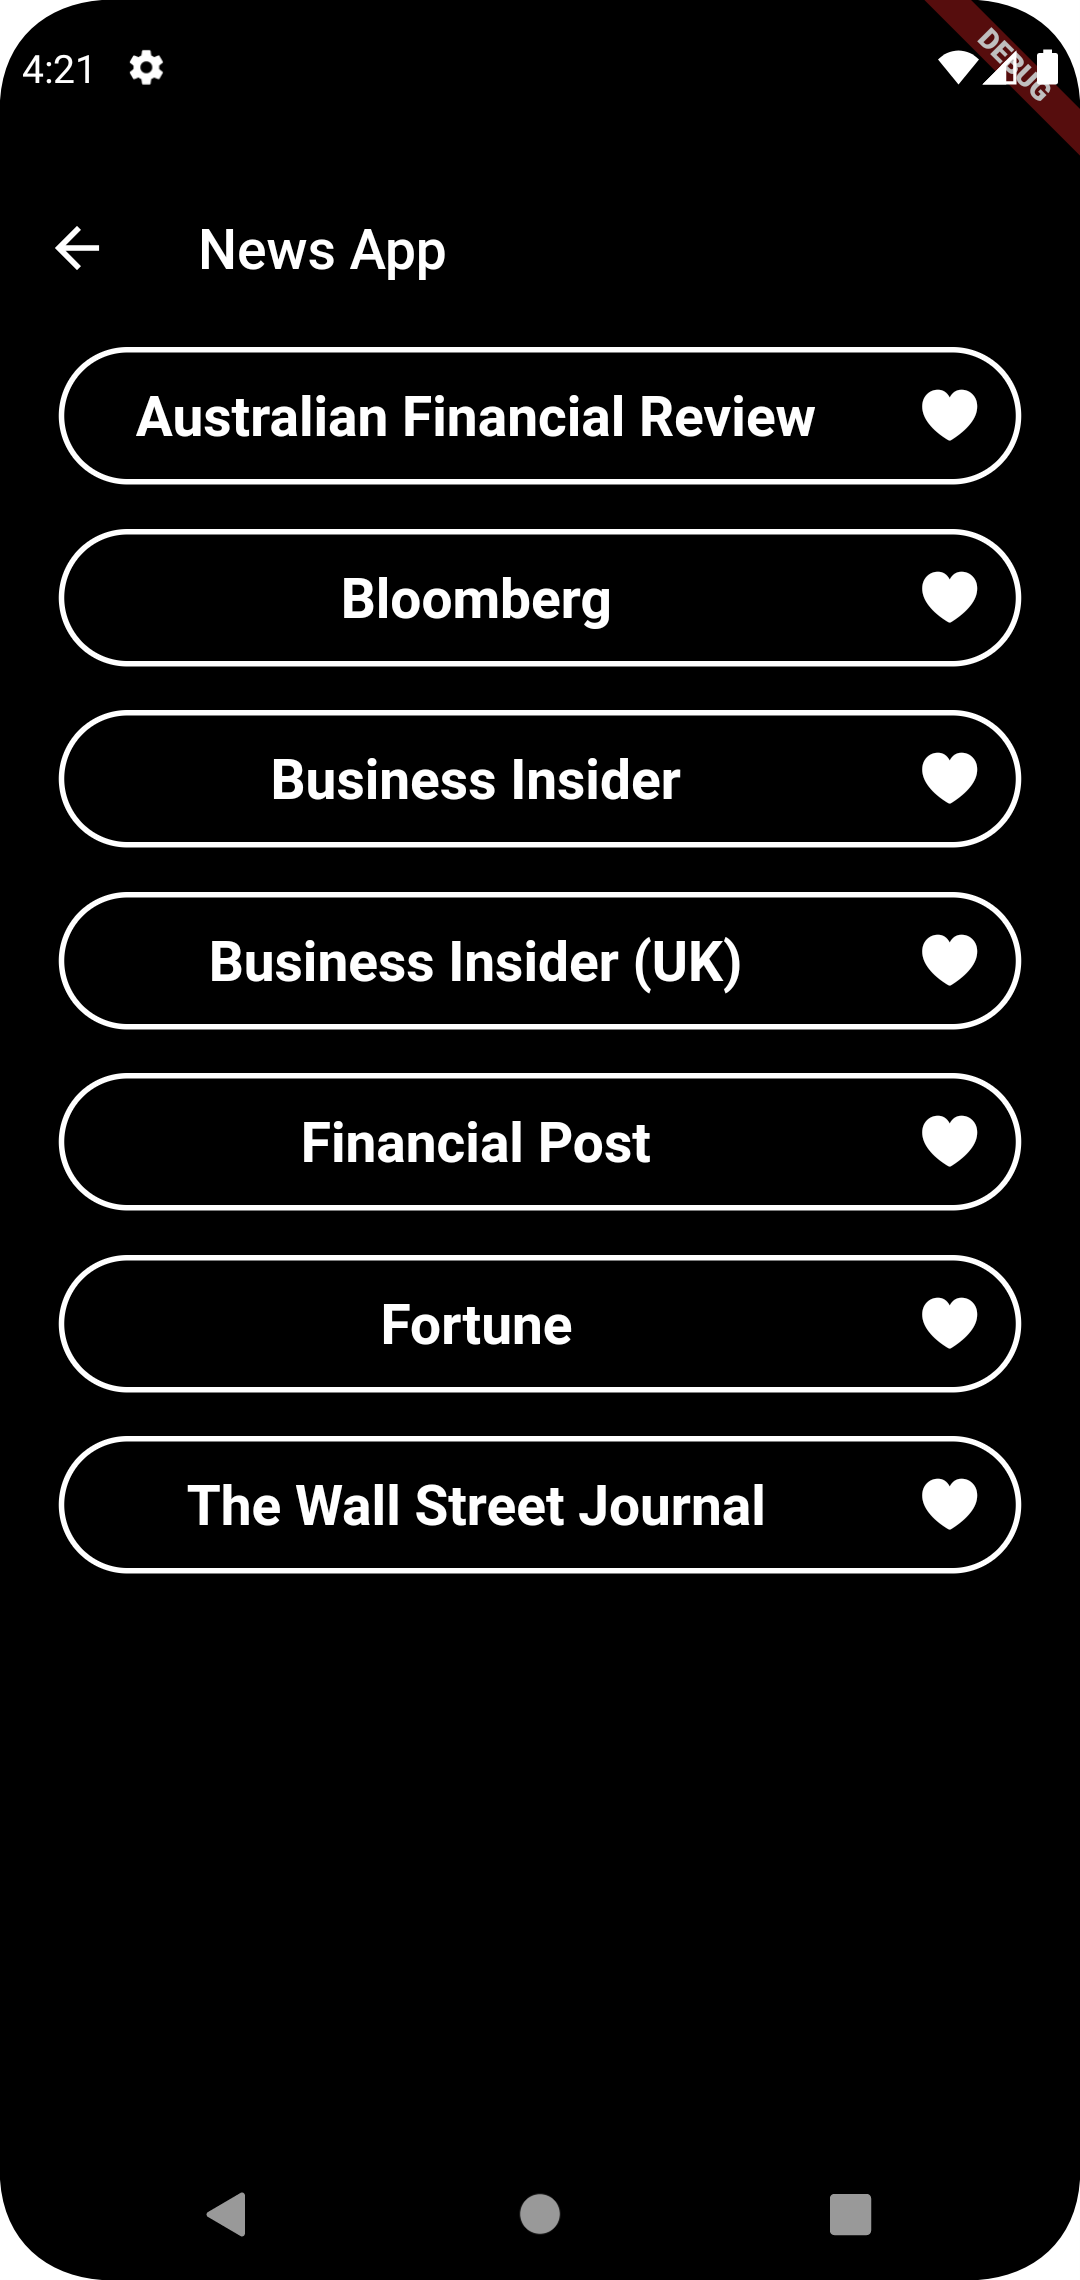 4:21
DEBUG
News App
Australian Financial Review
Bloomberg
Business Insider
Business Insider (UK)
Financial Post
Fortune
The Wall Street Journal